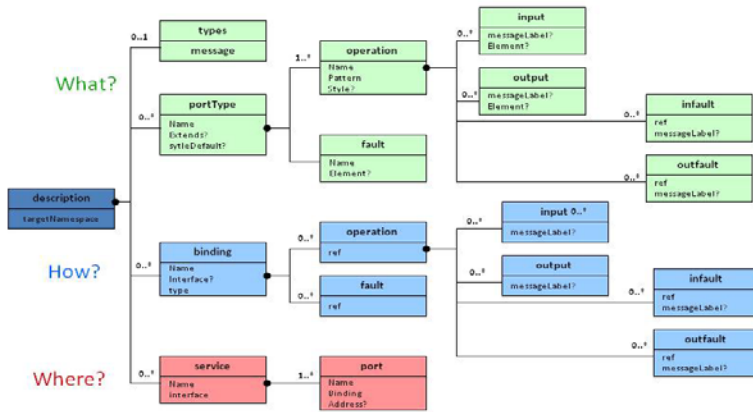 What?
0..1
types
message
0..*
portType
Name
Extends?
sytleDefault?
1..*
operation
Name
Pattern
Style?
fault
Name
Element?
0..*
input
messageLabel?
Element?
0..*
output
messageLabel?
Element?
0..*
infault
ref
messageLabel?
0..*
outfault
ref
messageLabel?
description
targetNamespace
How?
0..*
binding
Name
Interface?
type
0..*
operation
ref
0..*
fault
ref
0..*
input 0..*
messageLabel?
0..*
output
messageLabel?
0..*
infault
ref
messageLabel?
0..*
outfault
ref
messageLabel?
Where?
0..*
service
Name
interface
1..*
port
Name
Binding
Address?